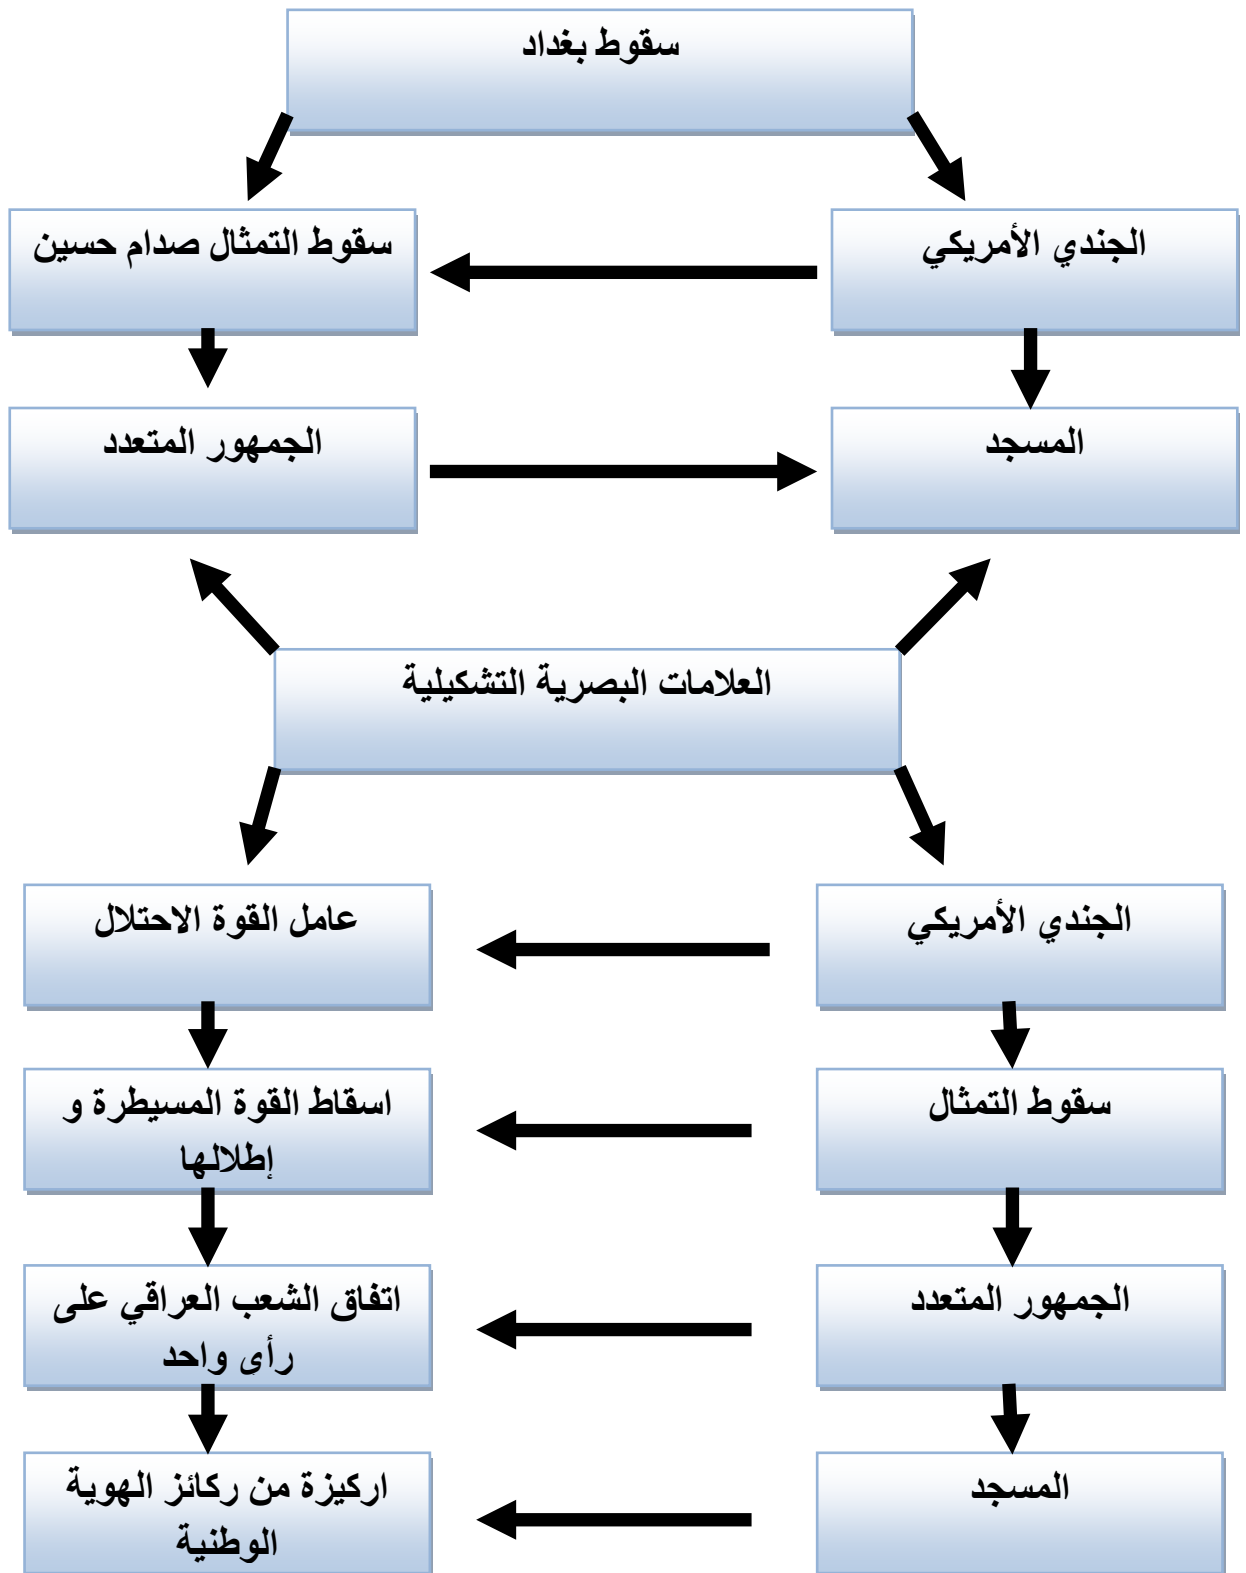 سقوط بغداد
الجندي الأمريكي
سقوط التمثال صدام حسين
المسجد
الجمهور المتعدد
العلامات البصرية التشكيلية
الجندي الأمريكي
عامل القوة الاحتلال
سقوط التمثال
اسقاط القوة المسيطرة و
إطلالها
الجمهور المتعدد
اتفاق الشعب العراقي على
رأى واحد
المسجد
اركيزة من ركائز الهوية
الوطنية